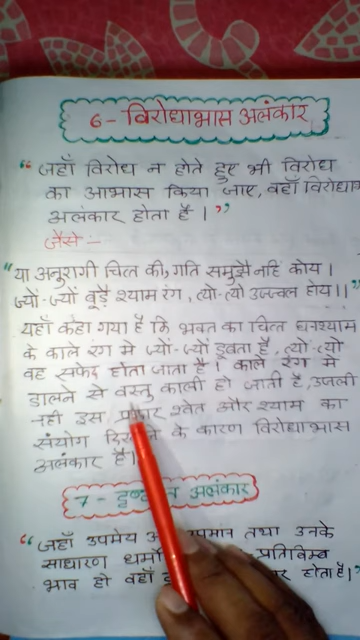 6 - विरोधाभास अलंकार
“जहाँ विरोध न होते हुए भी विरोध
का आभास किया जाए, वहाँ विरोधाभास
अलंकार होता है।”
जैसे :-
“या अनुरागी चित्त की, गति समुझै नहि कोय।
ज्यों-ज्यों बूड़ै श्याम रंग, त्यो-त्यो उज्ज्वल होय।।”
यहाँ कहा गया है कि भक्त का चित्त घनश्याम
के काले रंग मे ज्यों-ज्यों डूबता है, त्यो-त्यो
वह सफेद होता जाता है। काले रंग मे
डालने से वस्तु काली हो जाती है, उजली
नही इस प्रकार श्वेत और श्याम का
संयोग के कारण विरोधाभास
अलंकार है।
7 - अलंकार
“जहाँ उपमेय उपमान तथा उनके
साधारण धर्मो प्रतिबिम्ब
भाव हो वहाँ होता है।”